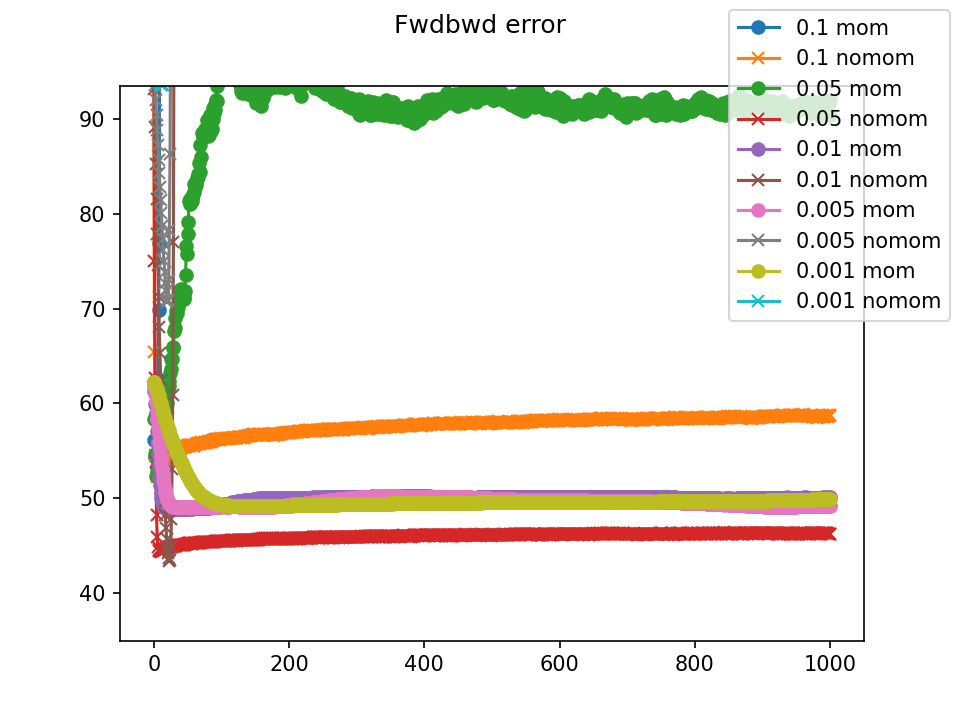 Fwdbwd error
0.1 mom
0.1 nomom
0.05 mom
0.05 nomom
0.01 mom
0.01 nomom
0.005 mom
0.005 nomom
0.001 mom
0.001 nomom
90
80
70
60
50
40
0 200 400 600 800 1000